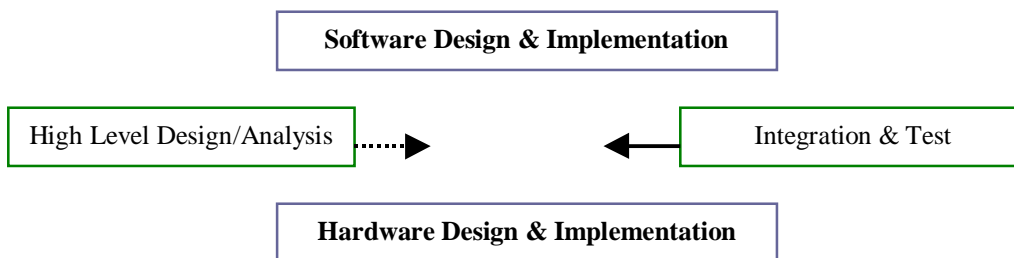 Software Design & Implementation
High Level Design/Analysis
Integration & Test
Hardware Design & Implementation